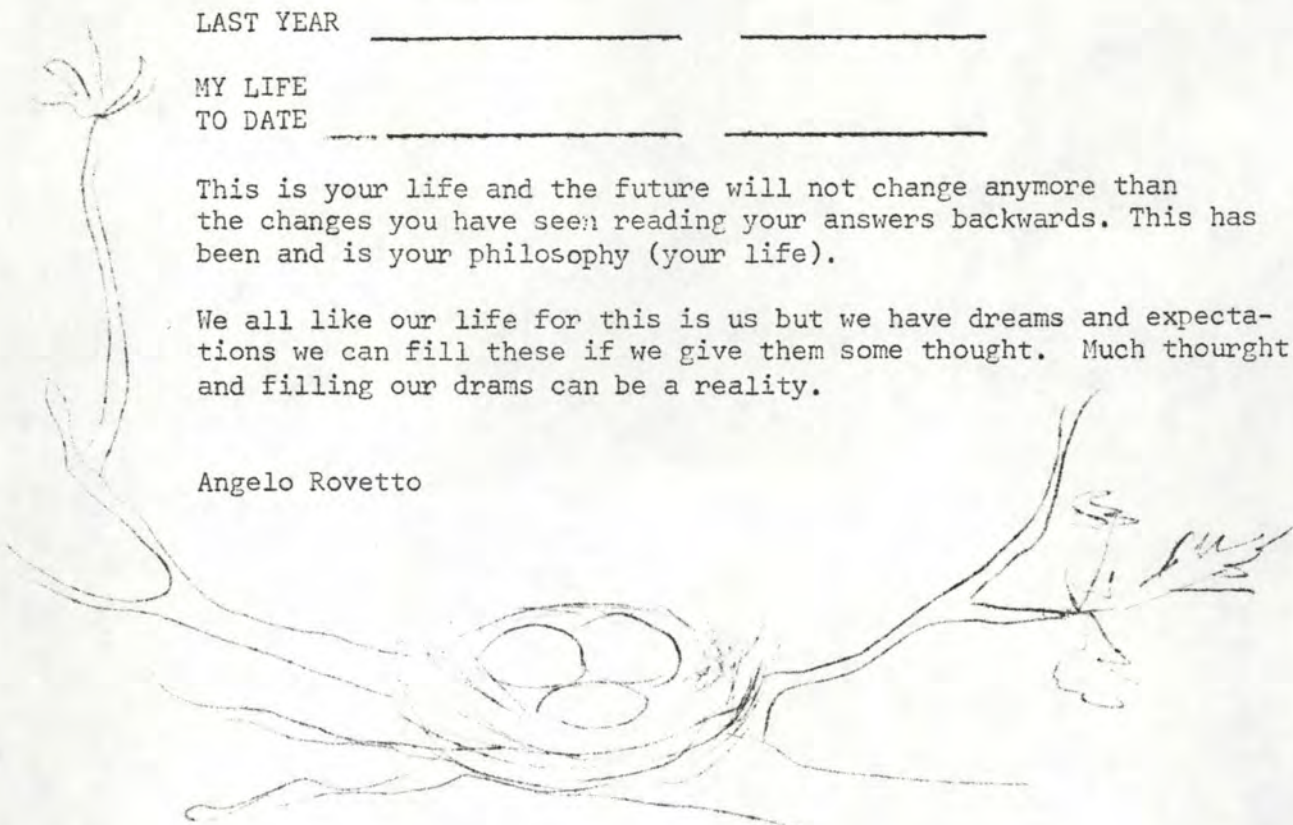 LAST YEAR
MY LIFE
TO DATE
This is your life and the future will not change anymore than
the changes you have seen reading your answers backwards. This has
been and is your philosophy (your life).
We all like our life for this is us but we have dreams and expecta-
tions we can fill these if we give them some thought. Much thourght
and filling our drams can be a reality.
Angelo Rovetto